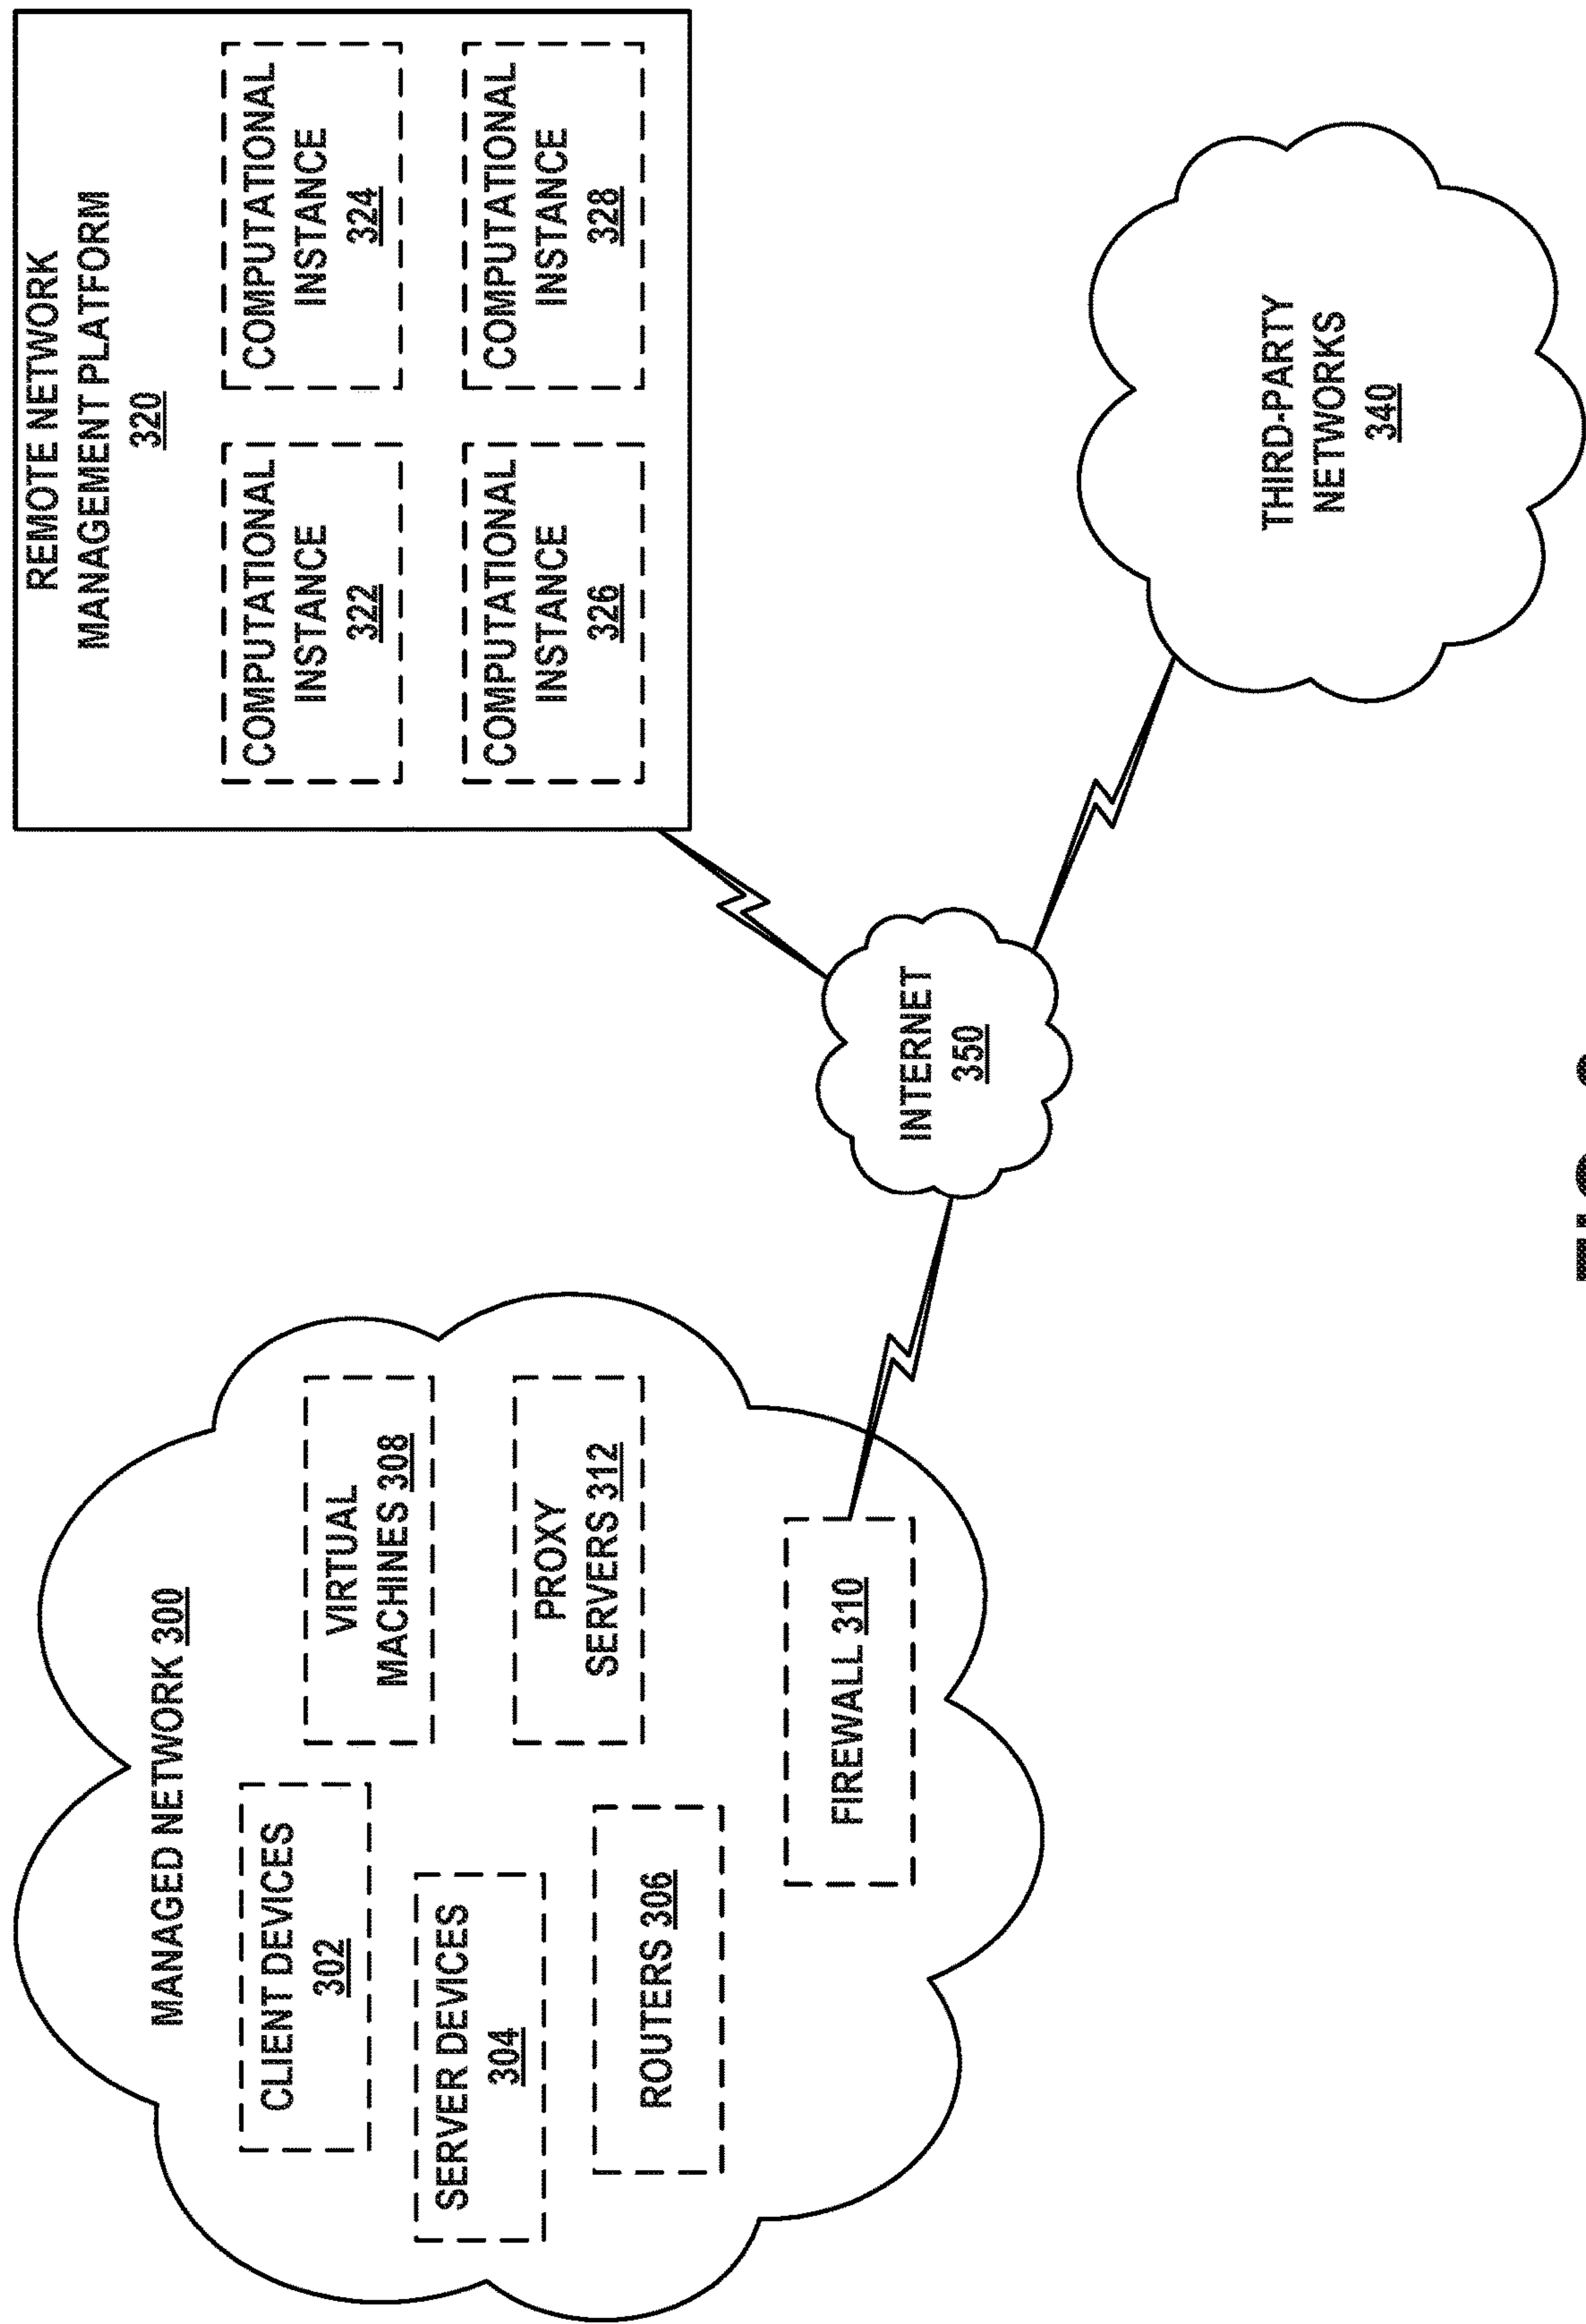 MANAGED NETWORK 300
CLIENT DEVICES
302
SERVER DEVICES
304
ROUTERS 306
VIRTUAL
MACHINES 308
PROXY
SERVERS 312
FIREWALL 310
INTERNET
350
REMOTE NETWORK
MANAGEMENT PLATFORM
320
COMPUTATIONAL
INSTANCE
322
COMPUTATIONAL
INSTANCE
324
COMPUTATIONAL
INSTANCE
326
COMPUTATIONAL
INSTANCE
328
THIRD-PARTY
NETWORKS
340